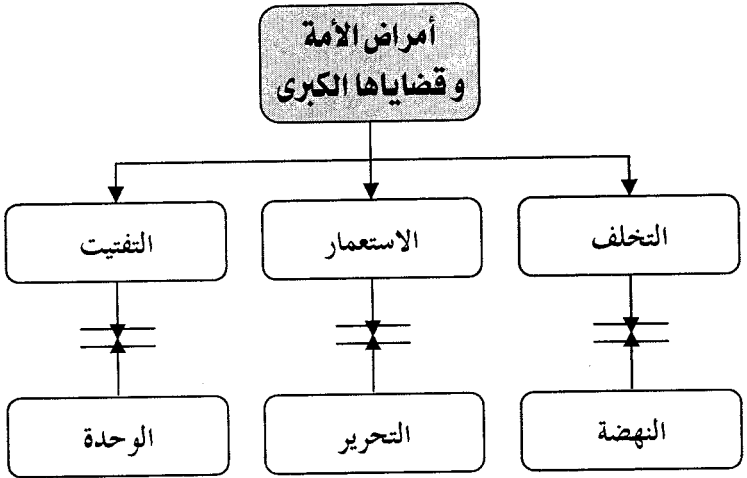 أمراض الأمة
و قضاياها الكبرى
التخلف
الاستعمار
التفتيت
النهضة
التحرير
الوحدة